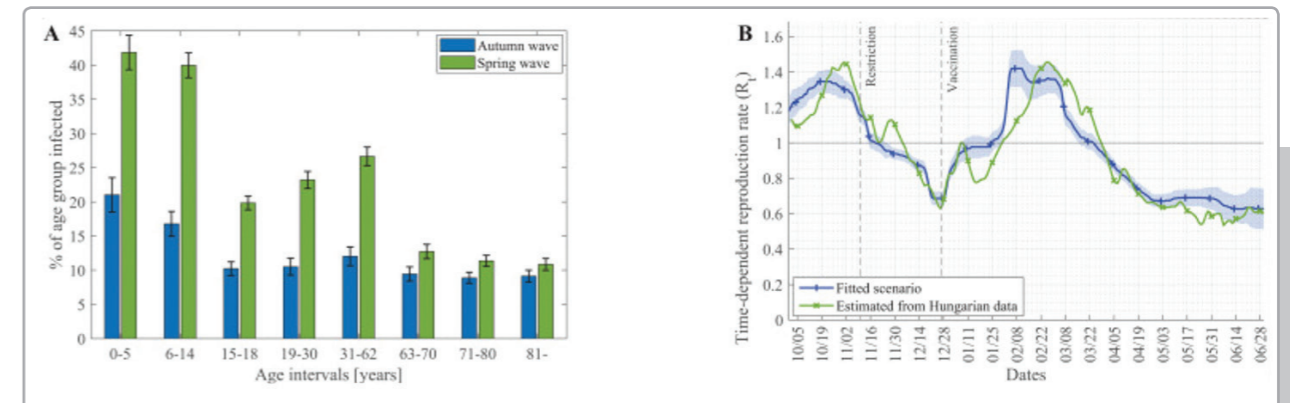 A
% of age group infected
45
40
35
30
25
20
15
10
5
0
Autumn wave
Spring wave
0-5 6-14 15-18 19-30 31-62 63-70 71-80 81-
Age intervals [years]
B
Time-dependent reproduction rate (Rt)
1.6
1.4
1.2
1
0.8
0.6
0.4
0.2
0
Restriction
Vaccination
Fitted scenario
Estimated from Hungarian data
10/05 10/19 11/02 11/16 11/30 12/14 12/28 01/11 01/25 02/08 02/22 03/08 03/22 04/05 04/19 05/03 05/17 05/31 06/14 06/28
Dates